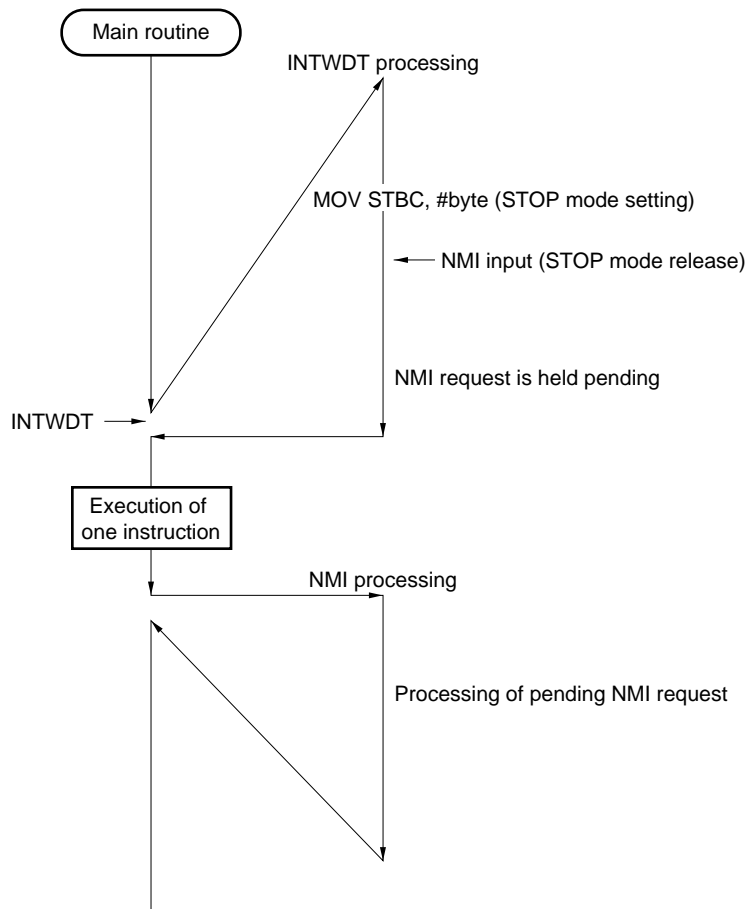 Main routine
INTWDT processing
MOV STBC, #byte (STOP mode setting)
NMI input (STOP mode release)
NMI request is held pending
INTWDT
Execution of
one instruction
NMI processing
Processing of pending NMI request